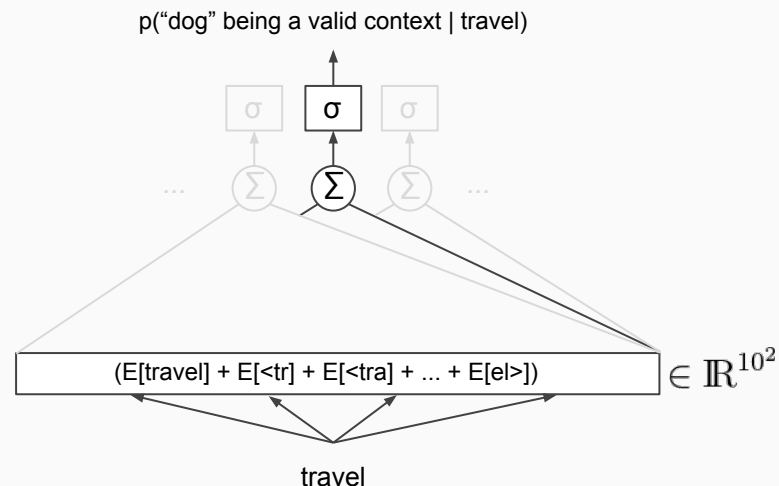 p(“dog” being a valid context | travel)
σ σ σ
... Σ Σ Σ ...
(E[travel] + E[<tr] + E[<tra] + ... + E[el>]) ∈ ℝ^10^2
travel